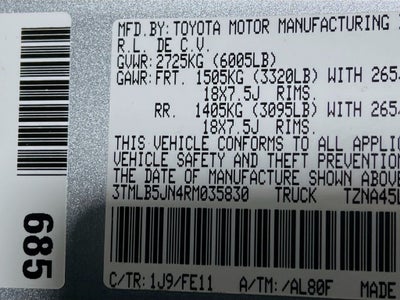 MFD.BY: TOYOTA MOTOR MANUFACTURING
R.L. DE C.V.
GVWR: 2725KG (6005LB)
GAWR: FRT. 1505KG (3320LB) WITH 265
18X7.5J RIMS.
RR. 1405KG (3095LB) WITH 265
18X7.5J RIMS.
THIS VEHICLE CONFORMS TO ALL APPLIC
VEHICLE SAFETY AND THEFT PREVENTION
THE DATE OF MANUFACTURE SHOWN ABOVE
3TMLB5JN4RM035830 TRUCK TZNA45L
C/TR: 1J9/FE11 A/TM: /AL80F MADE
685